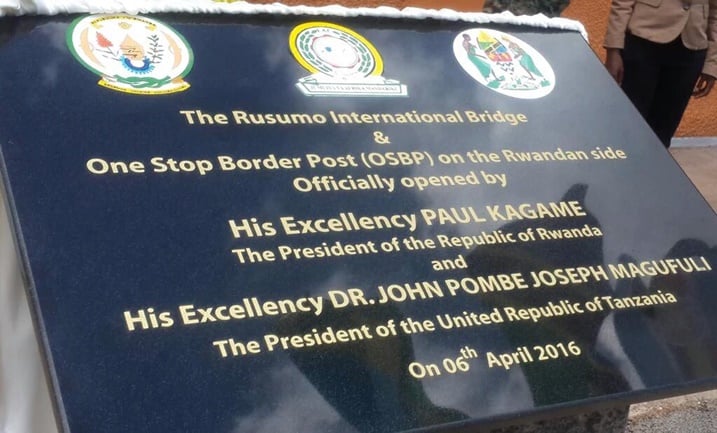 The Rusumo International Bridge
&
One Stop Border Post (OSBP) on the Rwandan side
Officially opened by
His Excellency PAUL KAGAME
The President of the Republic of Rwanda
and
His Excellency DR. JOHN POMBE JOSEPH MAGUFULI
The President of the United Republic of Tanzania
On 06th April 2016